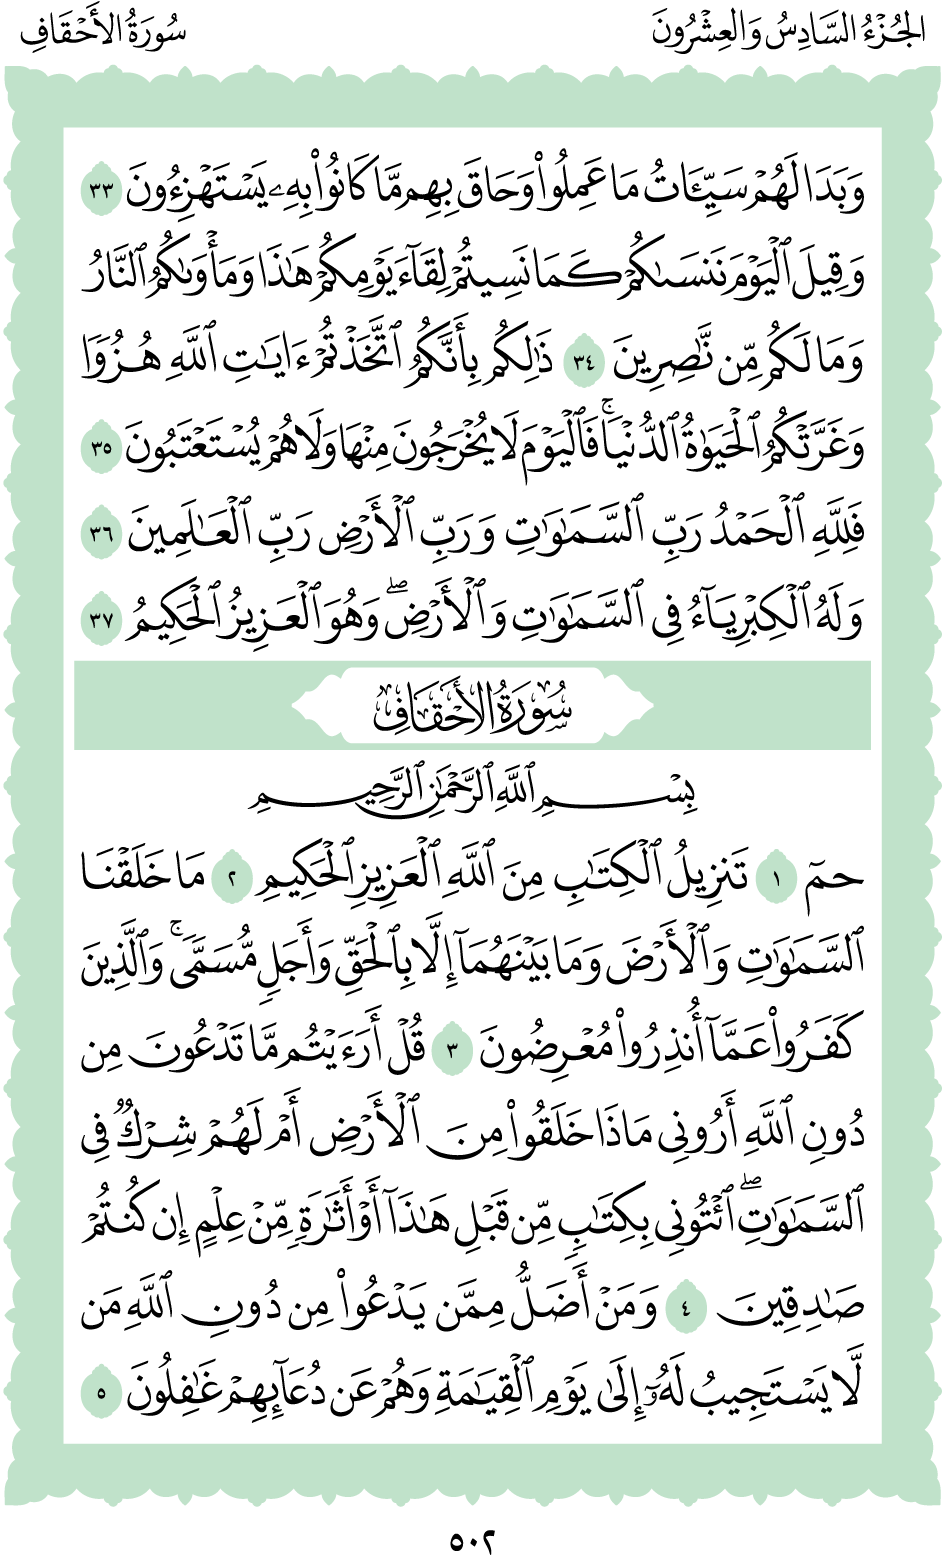 الجُزْءُ السَّادِسُ وَالعِشْرُونَ
سُورَةُ الأَحْقَافِ
وَبَدَا لَهُمْ سَيِّـَٔاتُ مَا عَمِلُواْ وَحَاقَ بِهِم مَّا كَانُواْ بِهِۦ يَسْتَهْزِءُونَ ٣٣
وَقِيلَ ٱلْيَوْمَ نَنسَىٰكُمْ كَمَا نَسِيتُمْ لِقَآءَ يَوْمِكُمْ هَٰذَا وَمَأْوَىٰكُمُ ٱلنَّارُ
وَمَا لَكُم مِّن نَّٰصِرِينَ ٣٤ ذَٰلِكُم بِأَنَّكُمُ ٱتَّخَذْتُمْ ءَايَٰتِ ٱللَّهِ هُزُوًا
وَغَرَّتْكُمُ ٱلْحَيَوٰةُ ٱلدُّنْيَا ۚ فَٱلْيَوْمَ لَا يُخْرَجُونَ مِنْهَا وَلَا هُمْ يُسْتَعْتَبُونَ ٣٥
فَلِلَّهِ ٱلْحَمْدُ رَبِّ ٱلسَّمَٰوَٰتِ وَرَبِّ ٱلْأَرْضِ رَبِّ ٱلْعَٰلَمِينَ ٣٦
وَلَهُ ٱلْكِبْرِيَآءُ فِى ٱلسَّمَٰوَٰتِ وَٱلْأَرْضِ ۖ وَهُوَ ٱلْعَزِيزُ ٱلْحَكِيمُ ٣٧
سُورَةُ الأَحْقَافِ
بِسْمِ ٱللَّهِ ٱلرَّحْمَٰنِ ٱلرَّحِيمِ
حمٓ ١ تَنزِيلُ ٱلْكِتَٰبِ مِنَ ٱللَّهِ ٱلْعَزِيزِ ٱلْحَكِيمِ ٢ مَا خَلَقْنَا
ٱلسَّمَٰوَٰتِ وَٱلْأَرْضَ وَمَا بَيْنَهُمَآ إِلَّا بِٱلْحَقِّ وَأَجَلٍ مُّسَمًّى ۚ وَٱلَّذِينَ
كَفَرُواْ عَمَّآ أُنذِرُواْ مُعْرِضُونَ ٣ قُلْ أَرَءَيْتُم مَّا تَدْعُونَ مِن
دُونِ ٱللَّهِ أَرُونِى مَاذَا خَلَقُواْ مِنَ ٱلْأَرْضِ أَمْ لَهُمْ شِرْكٌ فِى
ٱلسَّمَٰوَٰتِ ۖ ٱئْتُونِى بِكِتَٰبٍ مِّن قَبْلِ هَٰذَآ أَوْ أَثَٰرَةٍ مِّنْ عِلْمٍ إِن كُنتُمْ
صَٰدِقِينَ ٤ وَمَنْ أَضَلُّ مِمَّن يَدْعُواْ مِن دُونِ ٱللَّهِ مَن
لَّا يَسْتَجِيبُ لَهُۥٓ إِلَىٰ يَوْمِ ٱلْقِيَٰمَةِ وَهُمْ عَن دُعَآئِهِمْ غَٰفِلُونَ ٥
٥٠٢